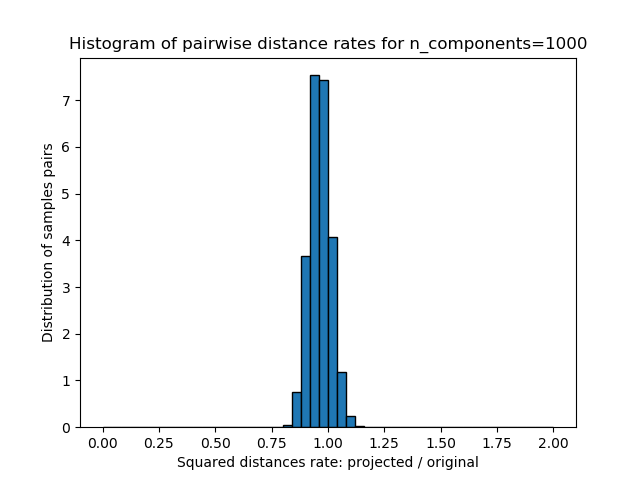 Histogram of pairwise distance rates for n_components=1000
Distribution of samples pairs
7
6
5
4
3
2
1
0
0.00 0.25 0.50 0.75 1.00 1.25 1.50 1.75 2.00
Squared distances rate: projected / original